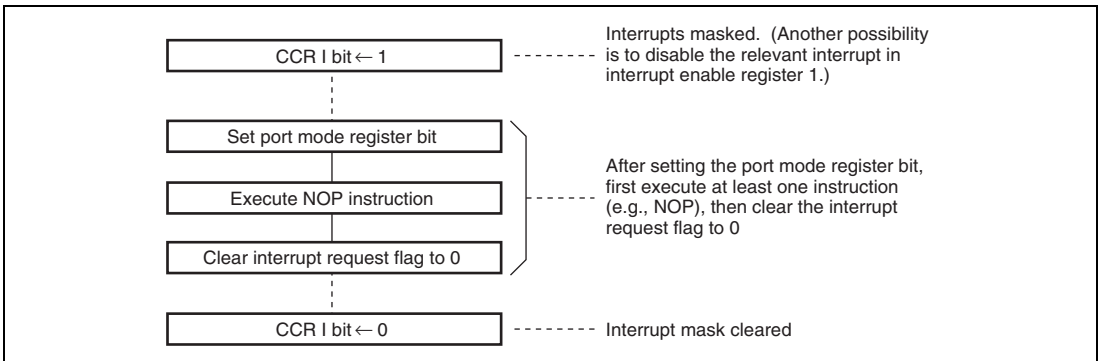 CCR I bit ← 1
Interrupts masked. (Another possibility
is to disable the relevant interrupt in
interrupt enable register 1.)
Set port mode register bit
Execute NOP instruction
Clear interrupt request flag to 0
After setting the port mode register bit,
first execute at least one instruction
(e.g., NOP), then clear the interrupt
request flag to 0
CCR I bit ← 0
Interrupt mask cleared